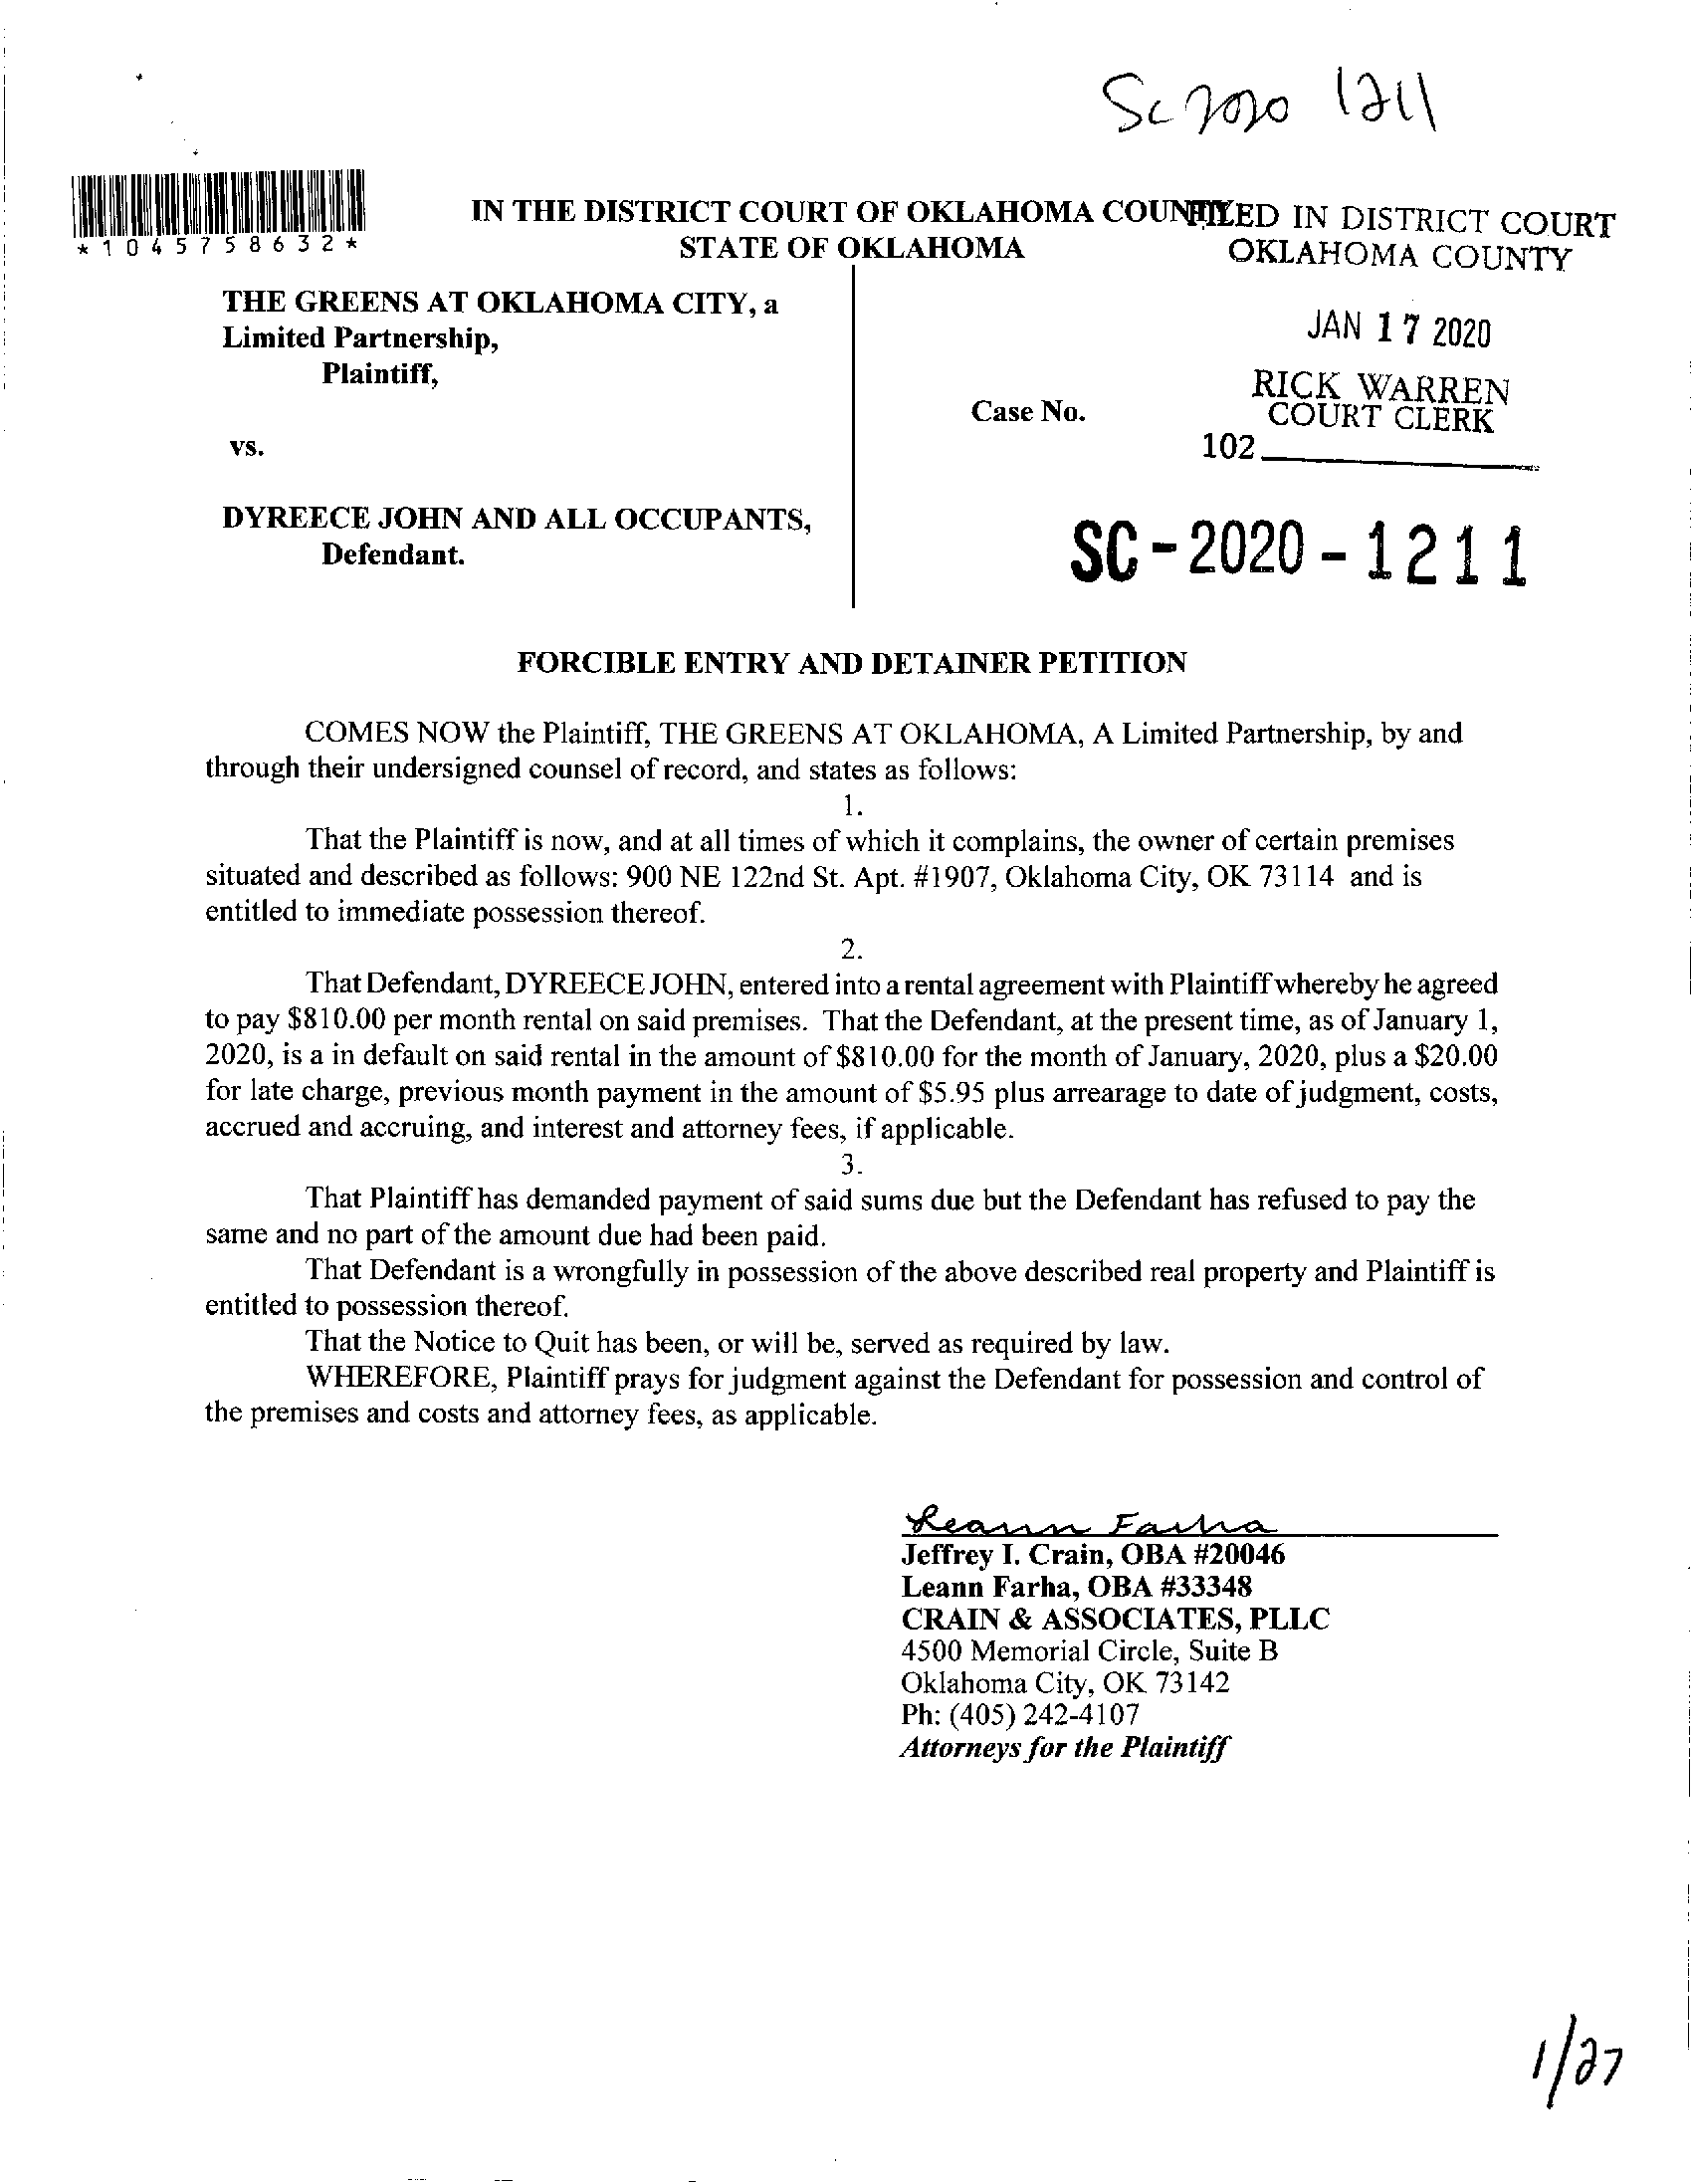 Sc 2020 1211
*1045758632*
IN THE DISTRICT COURT OF OKLAHOMA COUNTY
STATE OF OKLAHOMA
FILED IN DISTRICT COURT
OKLAHOMA COUNTY
JAN 17 2020
RICK WARREN
COURT CLERK
102
THE GREENS AT OKLAHOMA CITY, a
Limited Partnership,
Plaintiff,
Case No.
vs.
DYREECE JOHN AND ALL OCCUPANTS,
Defendant.
SC-2020-1211
FORCIBLE ENTRY AND DETAINER PETITION
COMES NOW the Plaintiff, THE GREENS AT OKLAHOMA, A Limited Partnership, by and
through their undersigned counsel of record, and states as follows:
1.
That the Plaintiff is now, and at all times of which it complains, the owner of certain premises
situated and described as follows: 900 NE 122nd St. Apt. #1907, Oklahoma City, OK 73114 and is
entitled to immediate possession thereof.
2.
That Defendant, DYREECE JOHN, entered into a rental agreement with Plaintiff whereby he agreed
to pay $810.00 per month rental on said premises. That the Defendant, at the present time, as of January 1,
2020, is a in default on said rental in the amount of $810.00 for the month of January, 2020, plus a $20.00
for late charge, previous month payment in the amount of $5.95 plus arrearage to date of judgment, costs,
accrued and accruing, and interest and attorney fees, if applicable.
3.
That Plaintiff has demanded payment of said sums due but the Defendant has refused to pay the
same and no part of the amount due had been paid.
That Defendant is a wrongfully in possession of the above described real property and Plaintiff is
entitled to possession thereof.
That the Notice to Quit has been, or will be, served as required by law.
WHEREFORE, Plaintiff prays for judgment against the Defendant for possession and control of
the premises and costs and attorney fees, as applicable.
Leann Farha
Jeffrey I. Crain, OBA #20046
Leann Farha, OBA #33348
CRAIN & ASSOCIATES, PLLC
4500 Memorial Circle, Suite B
Oklahoma City, OK 73142
Ph: (405) 242-4107
Attorneys for the Plaintiff
1/27